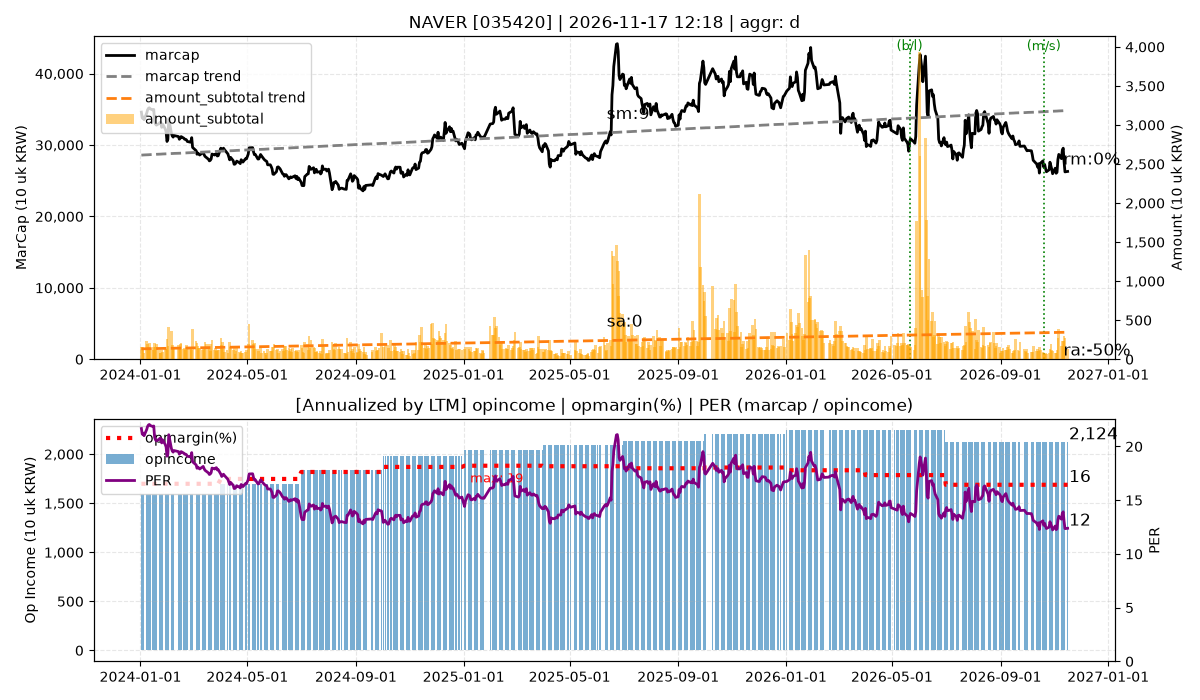 NAVER [035420] | 2026-11-17 12:18 | aggr: d
MarCap (10 uk KRW)
40,000
30,000
20,000
10,000
0
marcap
marcap trend
amount_subtotal trend
amount_subtotal
sm:9
sa:0
(b/l)
(m/s)
rm:0%
ra:-50%
4,000
3,500
3,000
2,500
2,000
1,500
1,000
500
0
Amount (10 uk KRW)
2024-01-01
2024-05-01
2024-09-01
2025-01-01
2025-05-01
2025-09-01
2026-01-01
2026-05-01
2026-09-01
2027-01-01
[Annualized by LTM] opincome | opmargin(%) | PER (marcap / opincome)
Op Income (10 uk KRW)
2,000
1,500
1,000
500
0
opmargin(%)
opincome
PER
2,124
16
12
20
15
10
5
0
PER
2024-01-01
2024-05-01
2024-09-01
2025-01-01
2025-05-01
2025-09-01
2026-01-01
2026-05-01
2026-09-01
2027-01-01